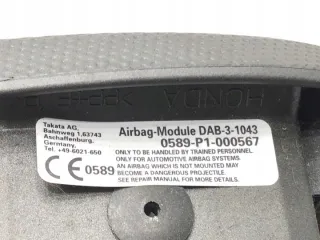 Takata AG,
Bahnweg 1,63743
Aschaffenburg,
Germany,
Tel. +49-6021-650
CE 0589
Airbag-Module DAB-3-1043
0589-P1-000567
ONLY TO BE HANDLED BY TRAINED PERSONNEL.
ONLY FOR AUTOMOTIVE AIRBAG SYSTEMS.
AN AIRBAG WHICH IS NOT MOUNTED MAY
BECOME A DANGEROUS PROJECTILE.
SEE REPAIR MANUAL FOR MORE DETAILS.